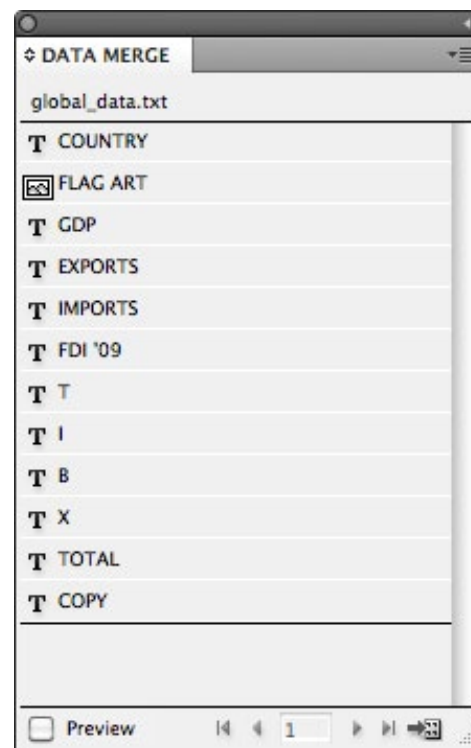 DATA MERGE
global_data.txt
T COUNTRY
FLAG ART
T GDP
T EXPORTS
T IMPORTS
T FDI '09
T T
T I
T B
T X
T TOTAL
T COPY
Preview 1